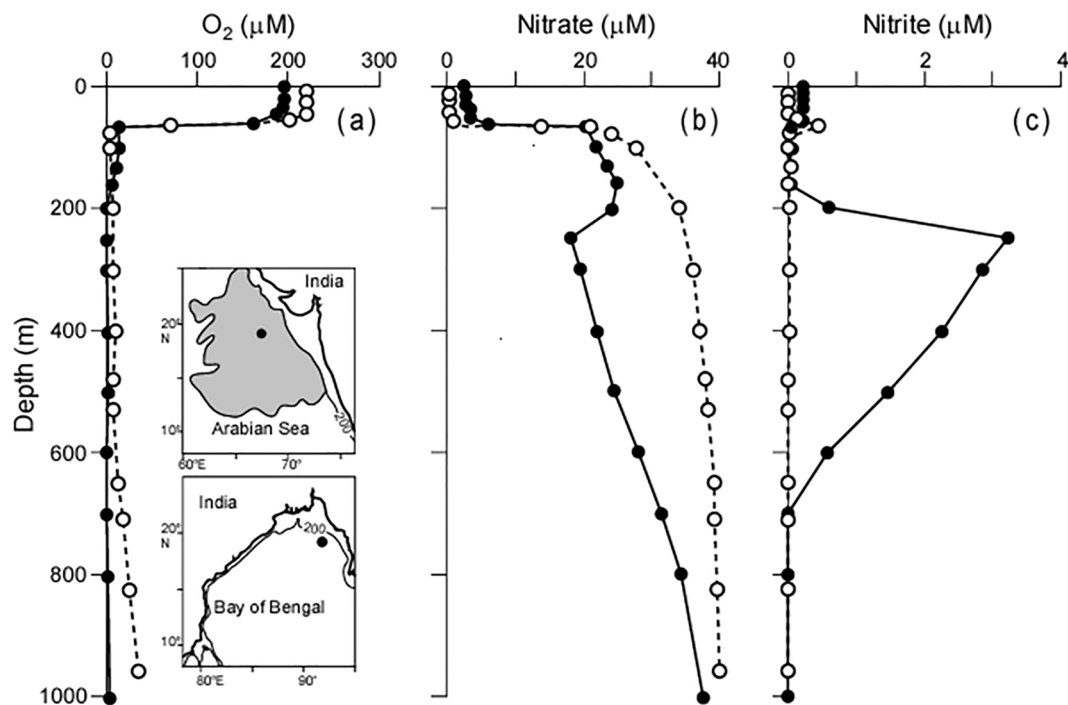 O2 (μM) Nitrate (μM) Nitrite (μM)
0 100 200 300 0 20 40 0 2 4
(a) (b) (c)
Depth (m)
0
200
400
600
800
1000
India
20°
N
10°
Arabian Sea
200
60°E 70°
India
20°
N
200
Bay of Bengal
10°
80°E 90°